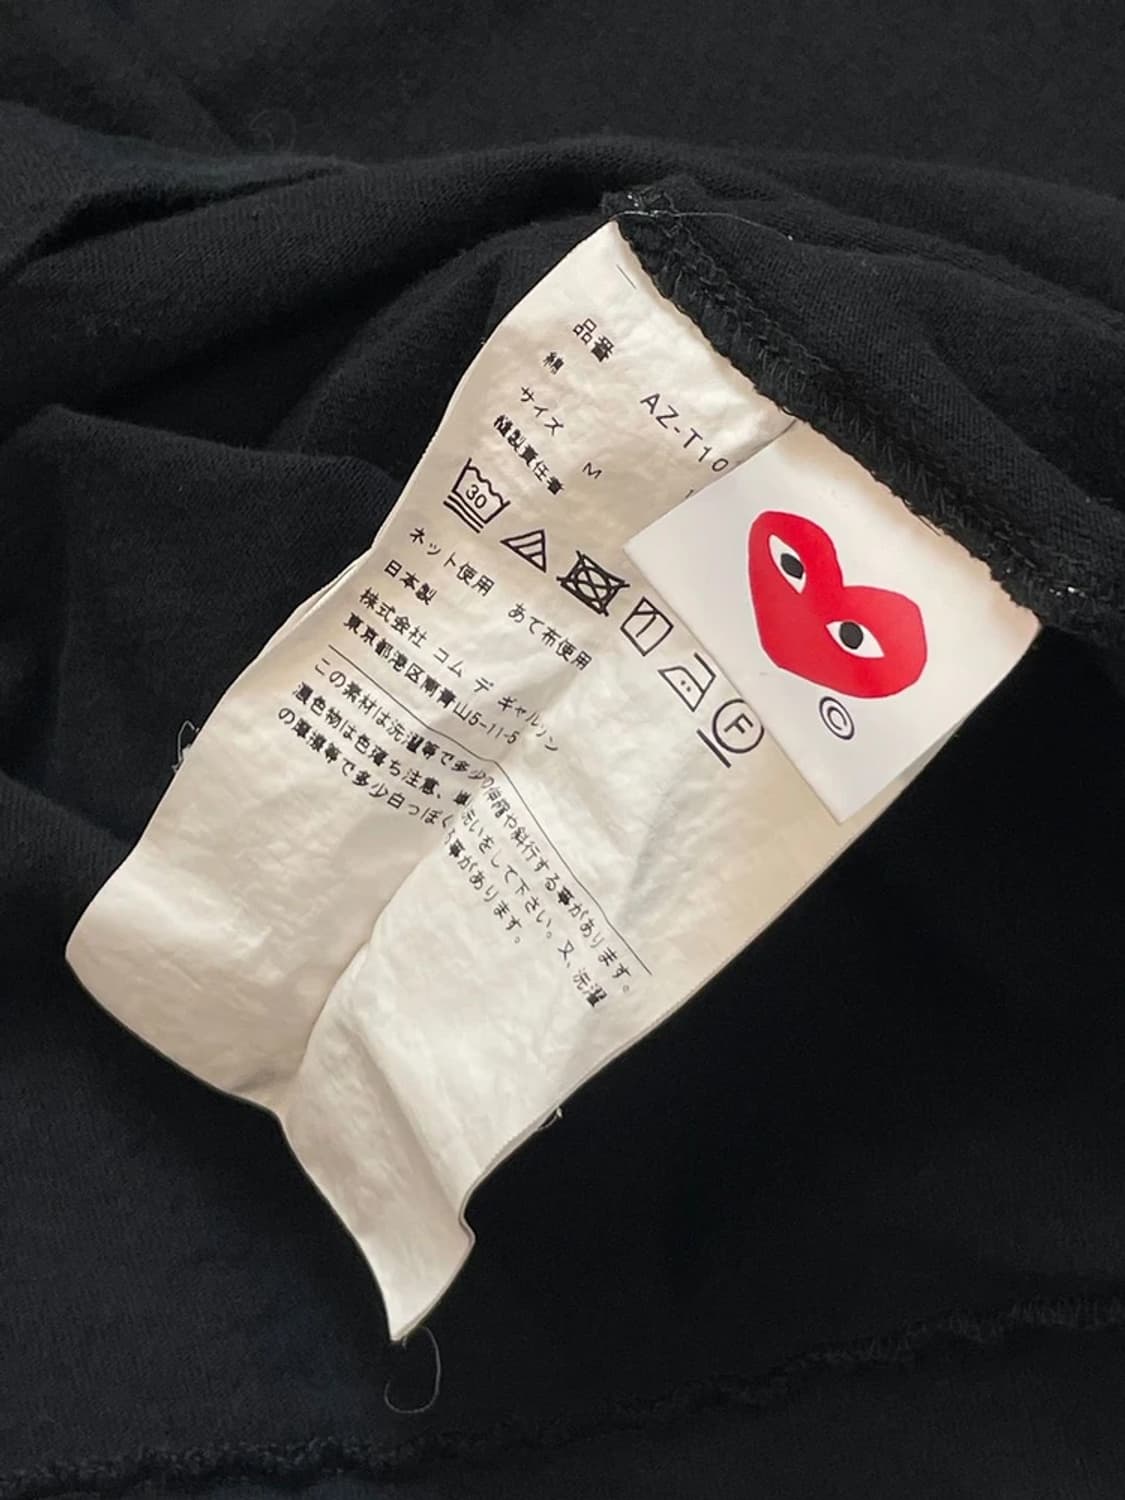 品番 AZ-T10
綿
サイズ M
縫製責任者
30
F
ネット使用 あて布使用
日本製
株式会社 コム デ ギャルソン
東京都港区南青山5-11-5
この素材は洗濯等で多少の伸縮や斜行する事があります。
濃色物は色落ち注意、単洗いをして下さい。又、洗濯
の摩擦等で多少白っぽくなる事があります。
©